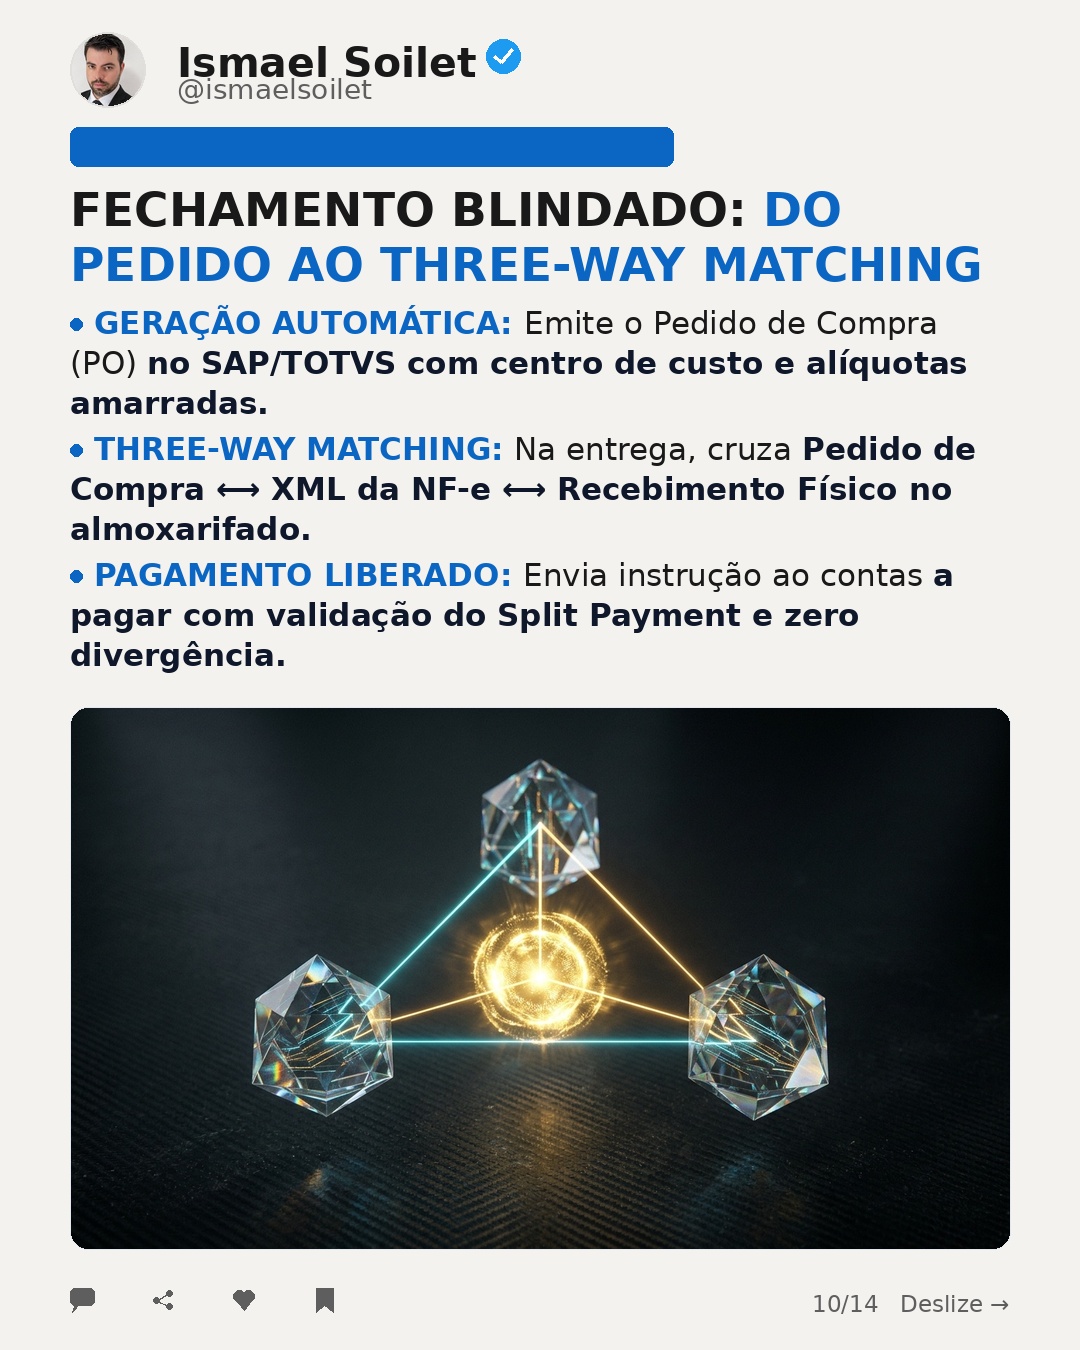 Ismael Soilet
@ismaelsoilet
FECHAMENTO BLINDADO: DO
PEDIDO AO THREE-WAY MATCHING
• GERAÇÃO AUTOMÁTICA: Emite o Pedido de Compra
(PO) no SAP/TOTVS com centro de custo e alíquotas
amarradas.
• THREE-WAY MATCHING: Na entrega, cruza Pedido de
Compra ⟷ XML da NF-e ⟷ Recebimento Físico no
almoxarifado.
• PAGAMENTO LIBERADO: Envia instrução ao contas a
pagar com validação do Split Payment e zero
divergência.
10/14 Deslize →